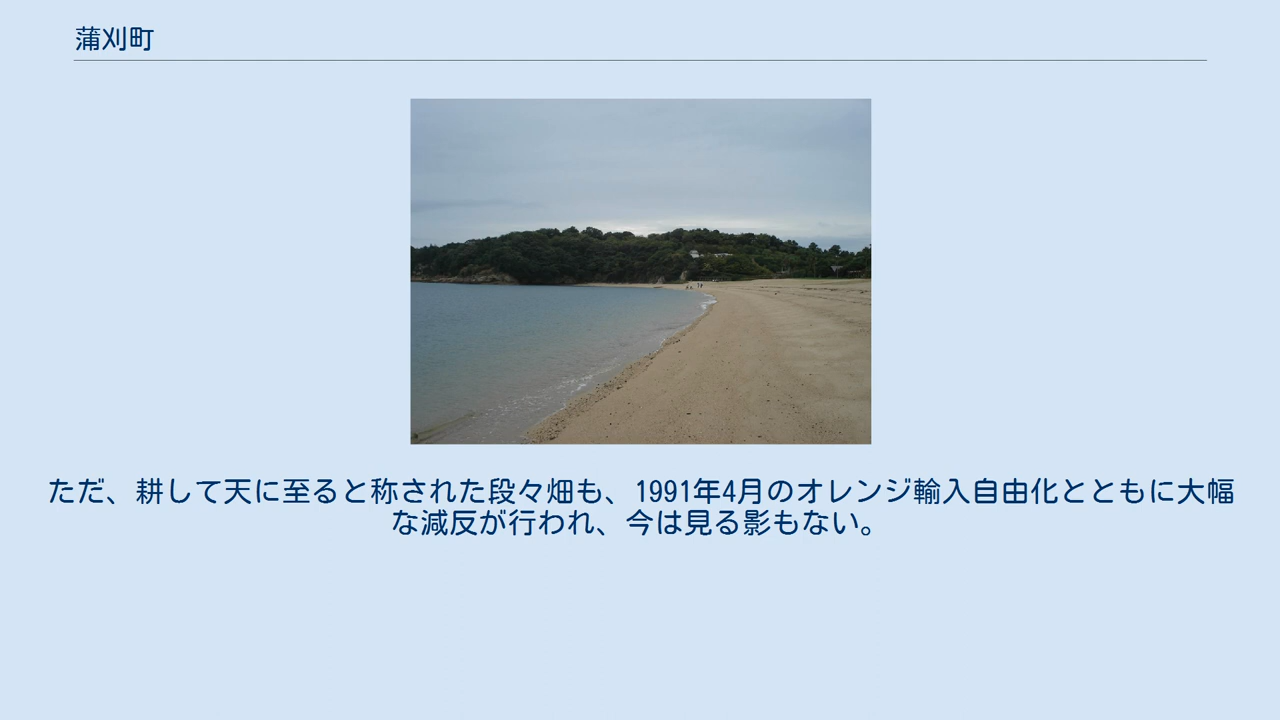 蒲刈町
ただ、耕して天に至ると称された段々畑も、1991年4月のオレンジ輸入自由化とともに大幅
な減反が行われ、今は見る影もない。